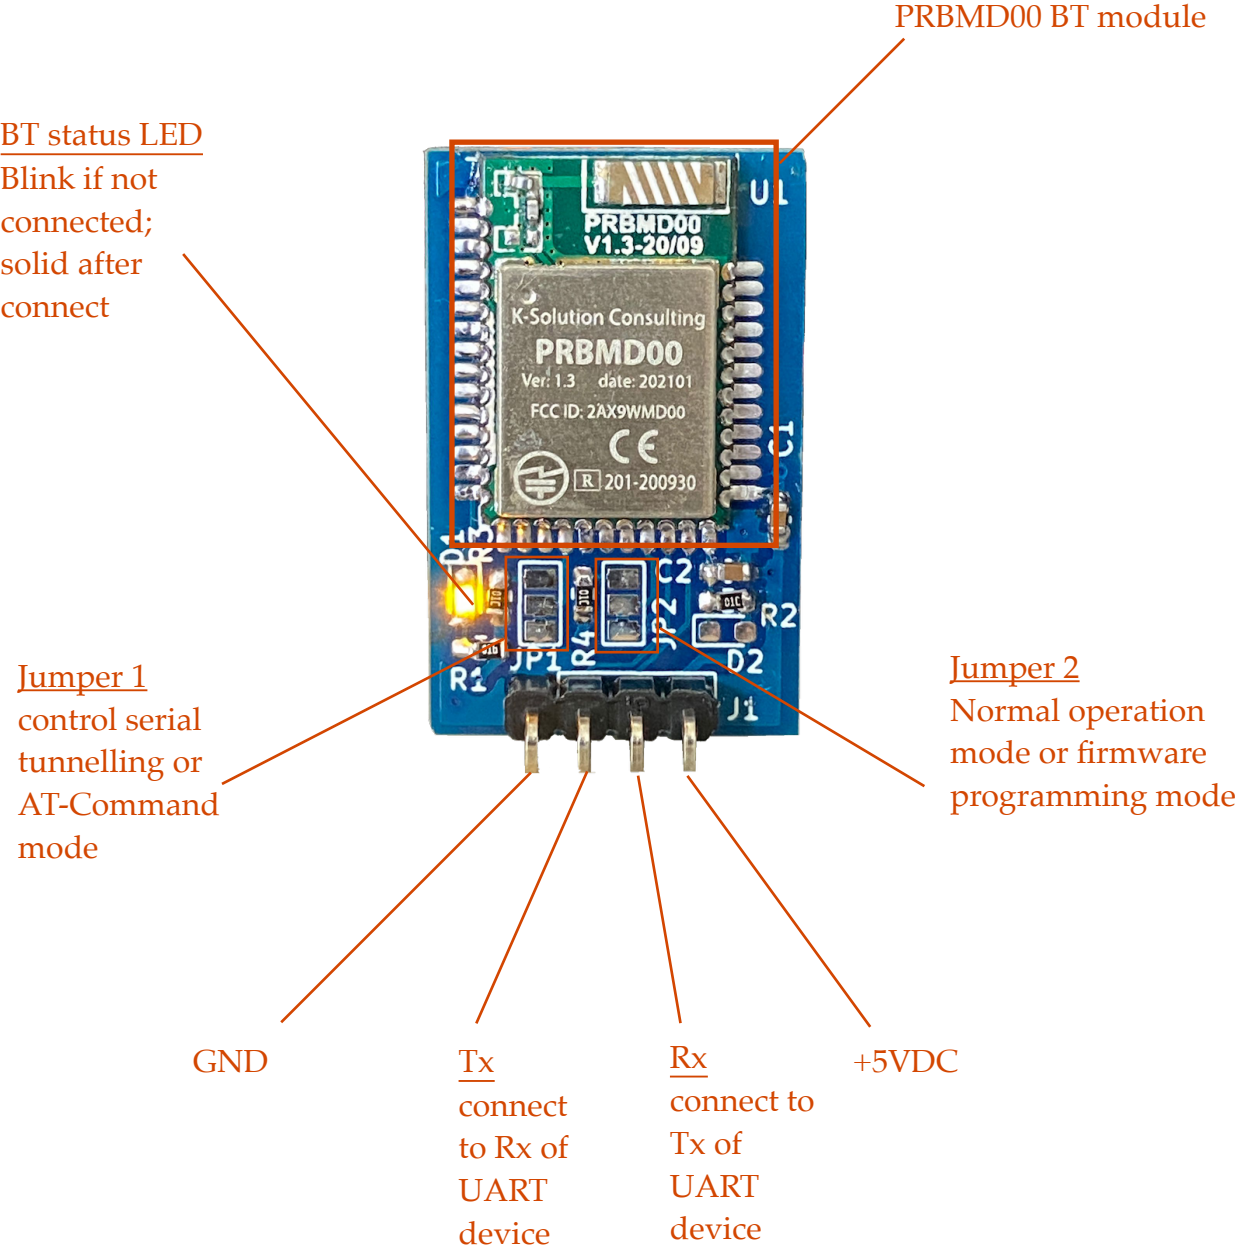 PRBMD00 BT module
BT status LED
Blink if not
connected;
solid after
connect
U1
PRBMD00
V1.3-20/09
K-Solution Consulting
PRBMD00
Ver: 1.3 date: 202101
FCC ID: 2AX9WMD00
CE
R 201-200930
C1
D1
R3
C2
JP2
R2
01C
R4
JP1
D2
R1
J1
Jumper 1
control serial
tunnelling or
AT-Command
mode
Jumper 2
Normal operation
mode or firmware
programming mode
GND
Tx
connect
to Rx of
UART
device
Rx
connect to
Tx of
UART
device
+5VDC